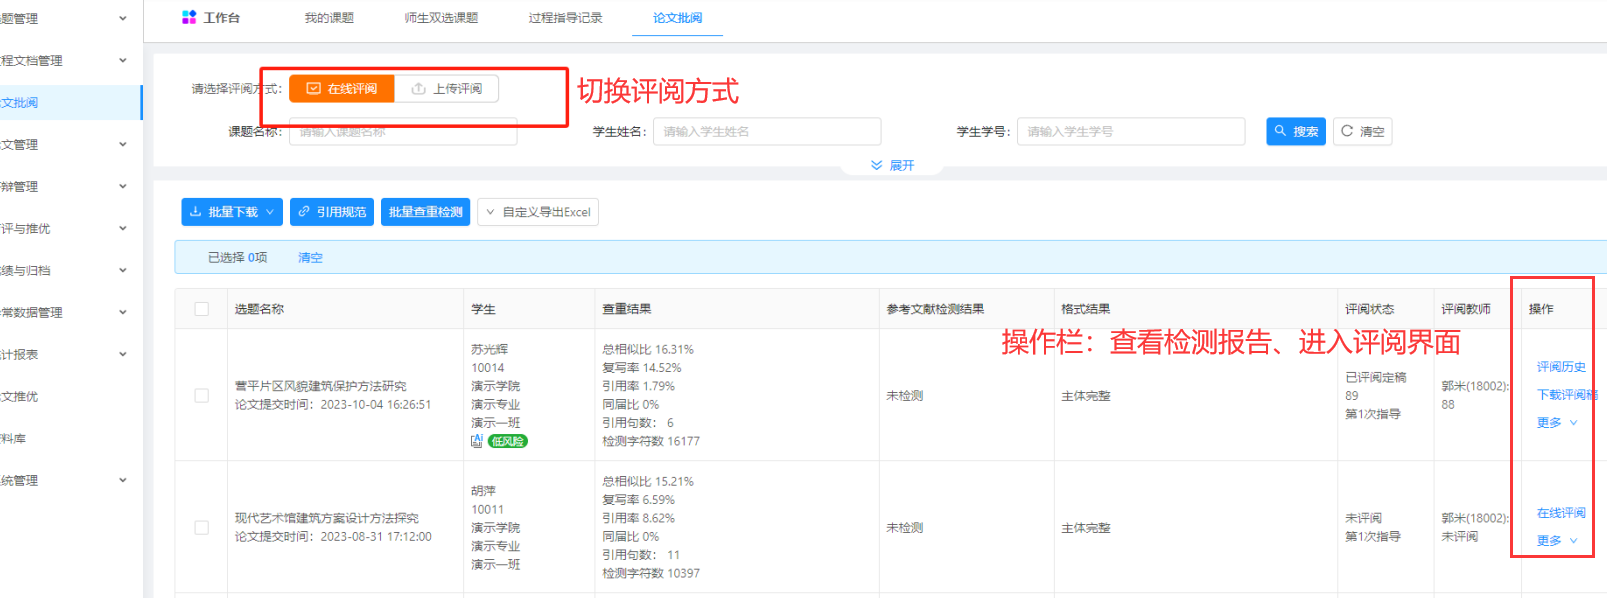 题管理
程文档管理
文批阅
文管理
辩管理
评与推优
绩与归档
常数据管理
计报表
文推优
料库
统管理
工作台
我的课题
师生双选课题
过程指导记录
论文批阅
请选择评阅方式：
在线评阅
上传评阅
切换评阅方式
课题名称：
请输入课题名称
学生姓名：
请输入学生姓名
学生学号：
请输入学生学号
搜索
清空
展开
批量下载
引用规范
批量查重检测
自定义导出Excel
已选择 0项
清空
选题名称
学生
查重结果
参考文献检测结果
格式结果
评阅状态
评阅教师
操作
操作栏：查看检测报告、进入评阅界面
营平片区风貌建筑保护方法研究
论文提交时间：2023-10-04 16:26:51
苏光辉
10014
演示学院
演示专业
演示一班
Ai 低风险
总相似比 16.31%
复写率 14.52%
引用率 1.79%
同届比 0%
引用句数： 6
检测字符数 16177
未检测
主体完整
已评阅定稿
89
第1次指导
郭米(18002):
88
评阅历史
下载评阅稿
更多
现代艺术馆建筑方案设计方法探究
论文提交时间：2023-08-31 17:12:00
胡萍
10011
演示学院
演示专业
演示一班
总相似比 15.21%
复写率 6.59%
引用率 8.62%
同届比 0%
引用句数： 11
检测字符数 10397
未检测
主体完整
未评阅
第1次指导
郭米(18002):
未评阅
在线评阅
更多